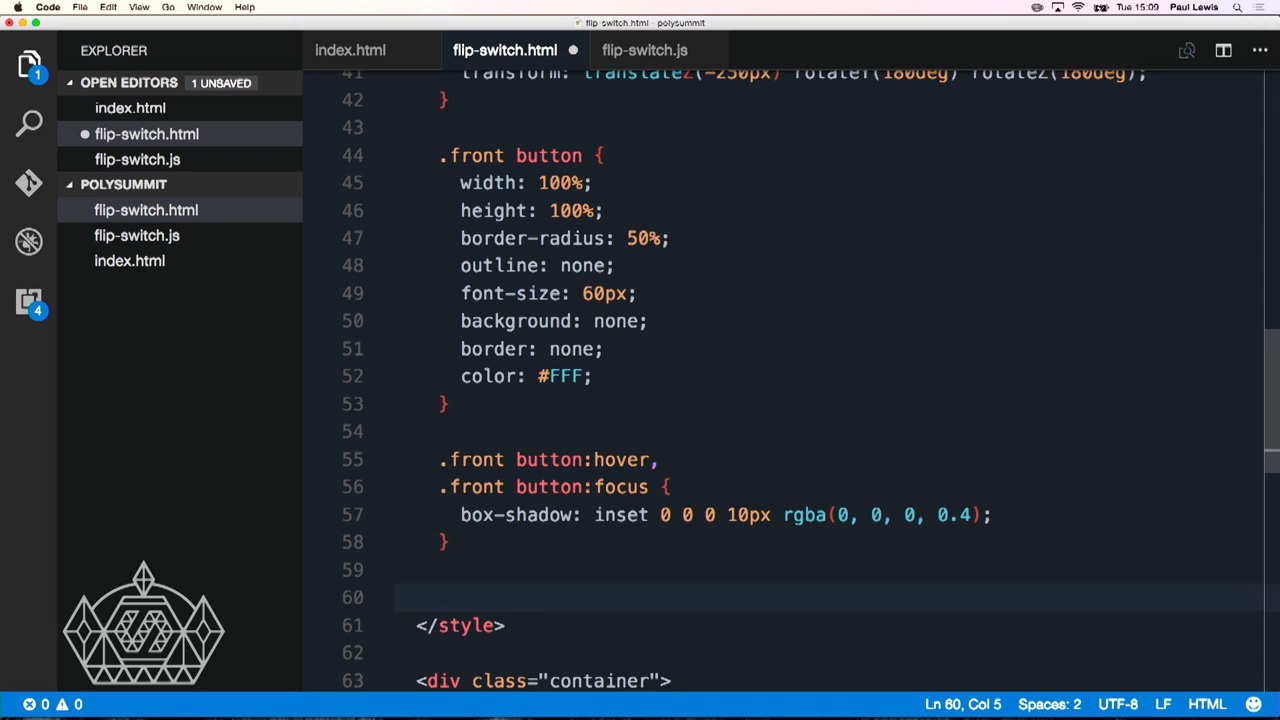 Code File Edit View Go Window Help Tue 15:09 Paul Lewis
flip-switch.html - polysummit
EXPLORER
index.html flip-switch.html flip-switch.js
OPEN EDITORS 1 UNSAVED
index.html
flip-switch.html
flip-switch.js
POLYSUMMIT
flip-switch.html
flip-switch.js
index.html
1
4
41 transform: translateZ(-250px) rotateY(180deg) rotateZ(180deg);
42 }
43
44 .front button {
45 width: 100%;
46 height: 100%;
47 border-radius: 50%;
48 outline: none;
49 font-size: 60px;
50 background: none;
51 border: none;
52 color: #FFF;
53 }
54
55 .front button:hover,
56 .front button:focus {
57 box-shadow: inset 0 0 0 10px rgba(0, 0, 0, 0.4);
58 }
59
60
61 </style>
62
63 <div class="container">
0 0 Ln 60, Col 5 Spaces: 2 UTF-8 LF HTML